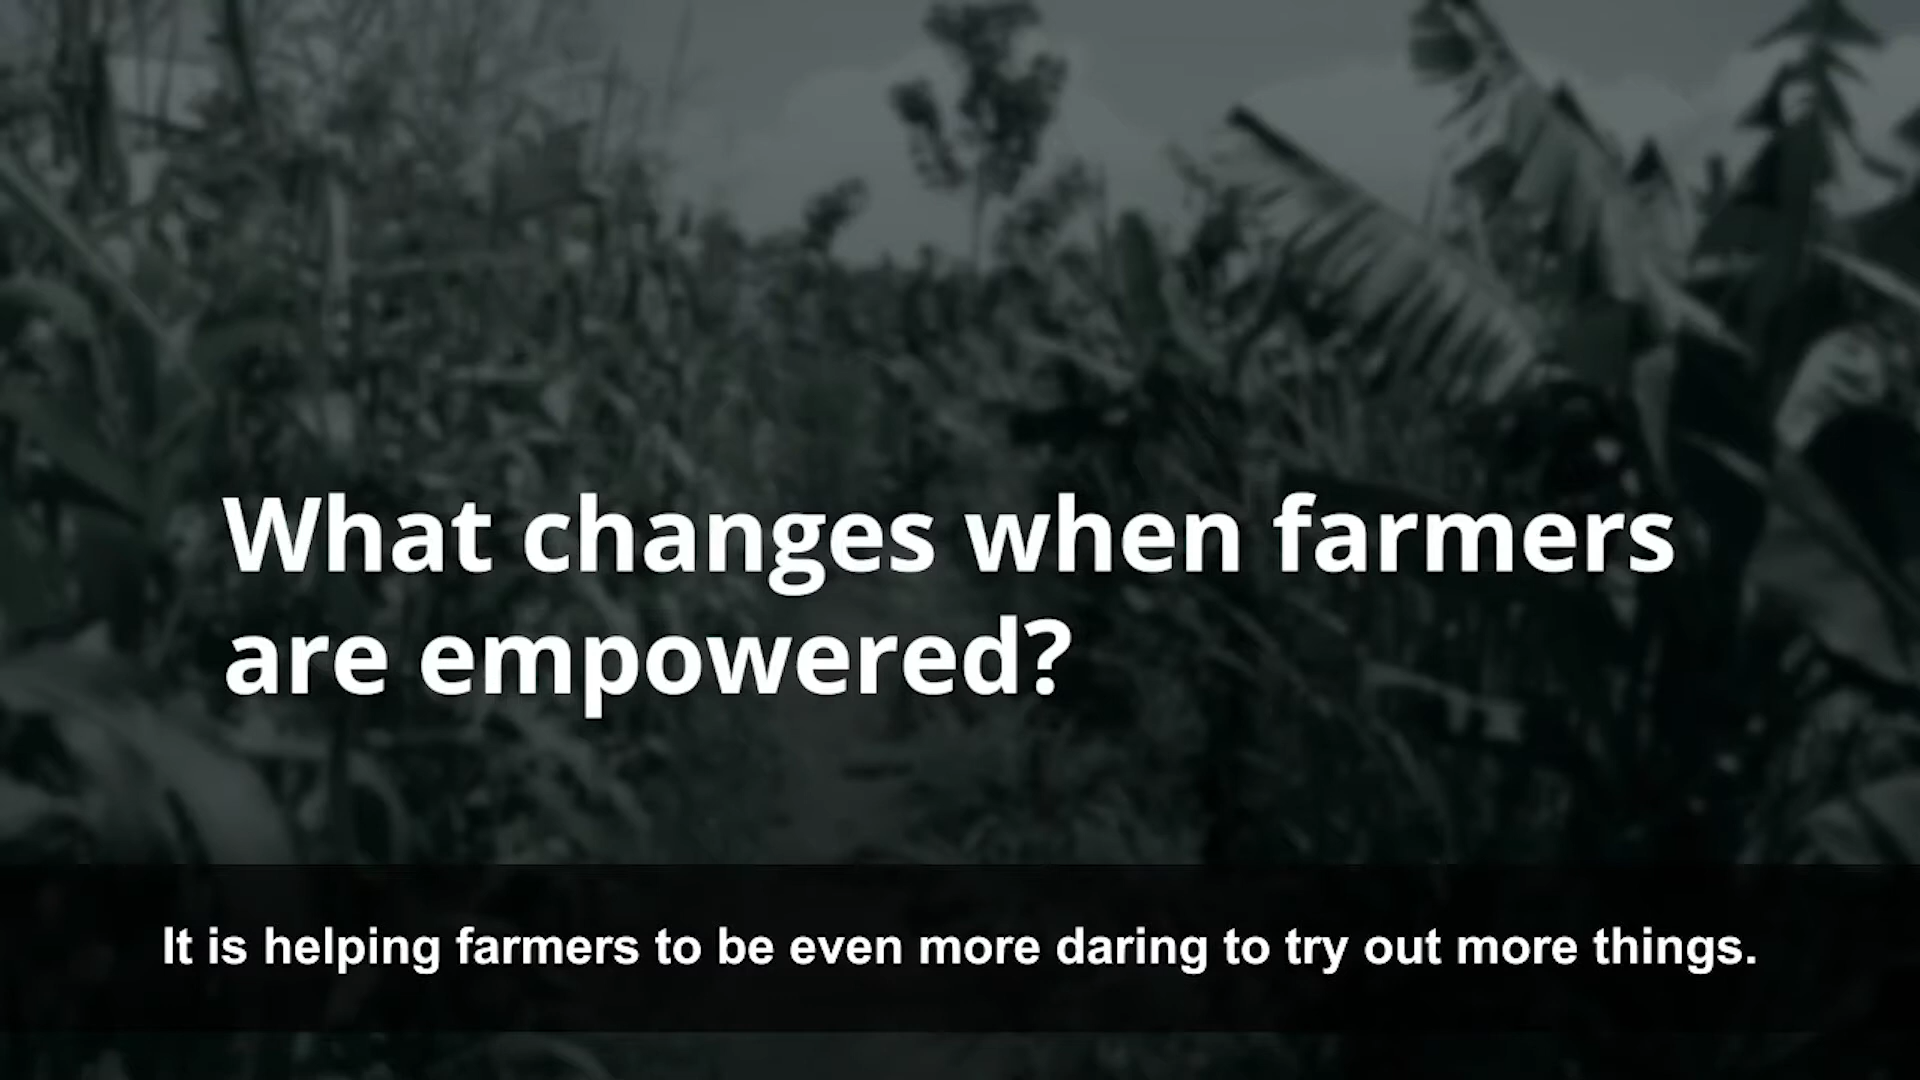 What changes when farmers
are empowered?
It is helping farmers to be even more daring to try out more things.